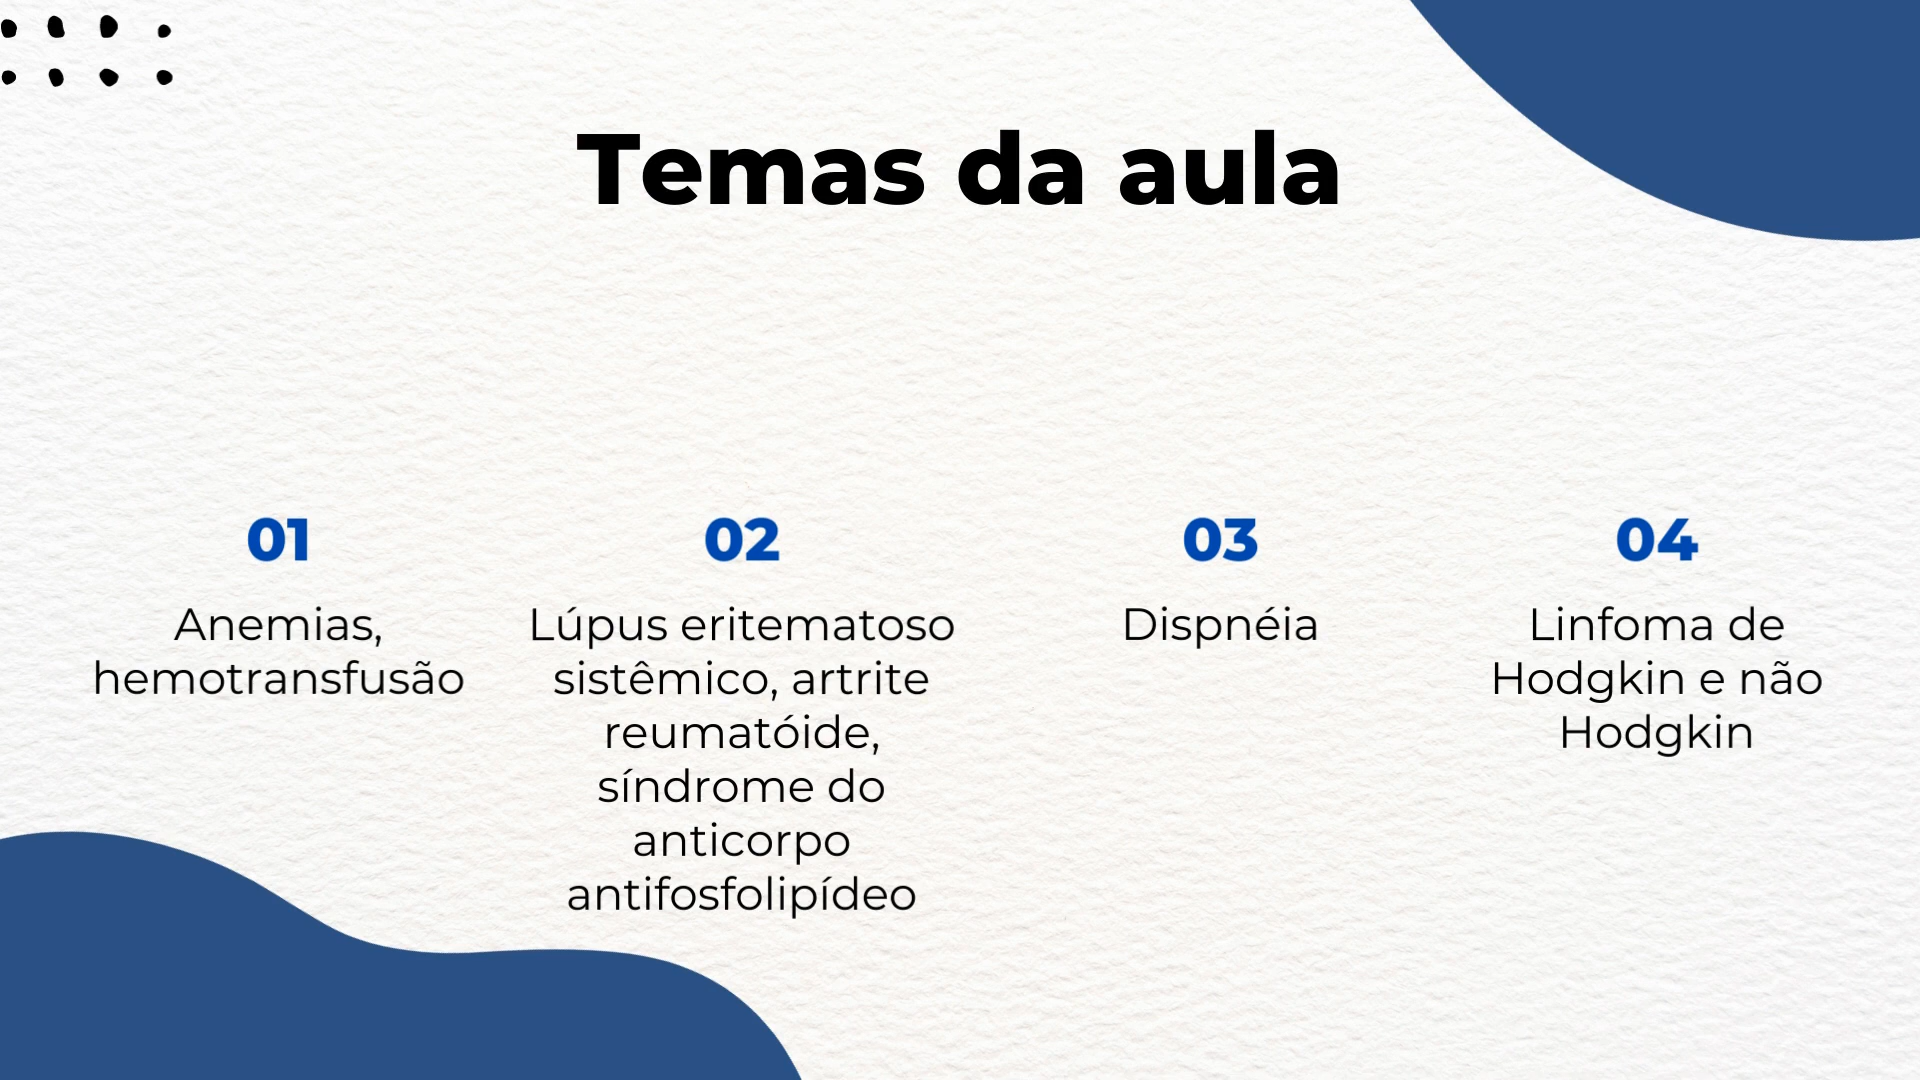 Temas da aula
01
Anemias,
hemotransfusão
02
Lúpus eritematoso
sistêmico, artrite
reumatóide,
síndrome do
anticorpo
antifosfolipídeo
03
Dispnéia
04
Linfoma de
Hodgkin e não
Hodgkin